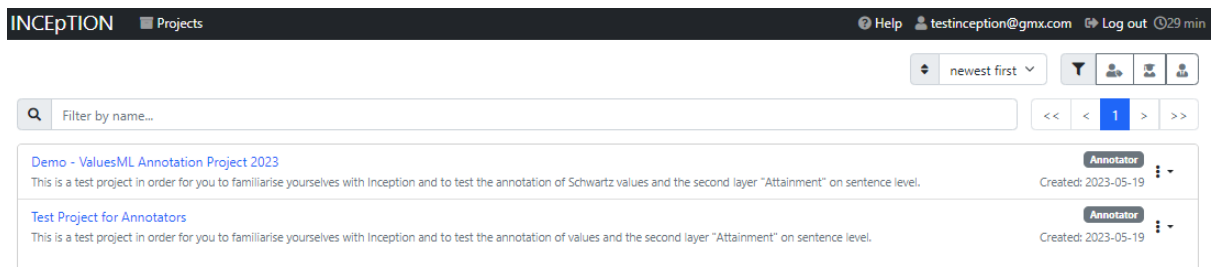 INCEpTION Projects Help testinception@gmx.com Log out 29 min
newest first
Filter by name... << < 1 > >>
Demo - ValuesML Annotation Project 2023 Annotator
This is a test project in order for you to familiarise yourselves with Inception and to test the annotation of Schwartz values and the second layer "Attainment" on sentence level. Created: 2023-05-19
Test Project for Annotators Annotator
This is a test project in order for you to familiarise yourselves with Inception and to test the annotation of values and the second layer "Attainment" on sentence level. Created: 2023-05-19